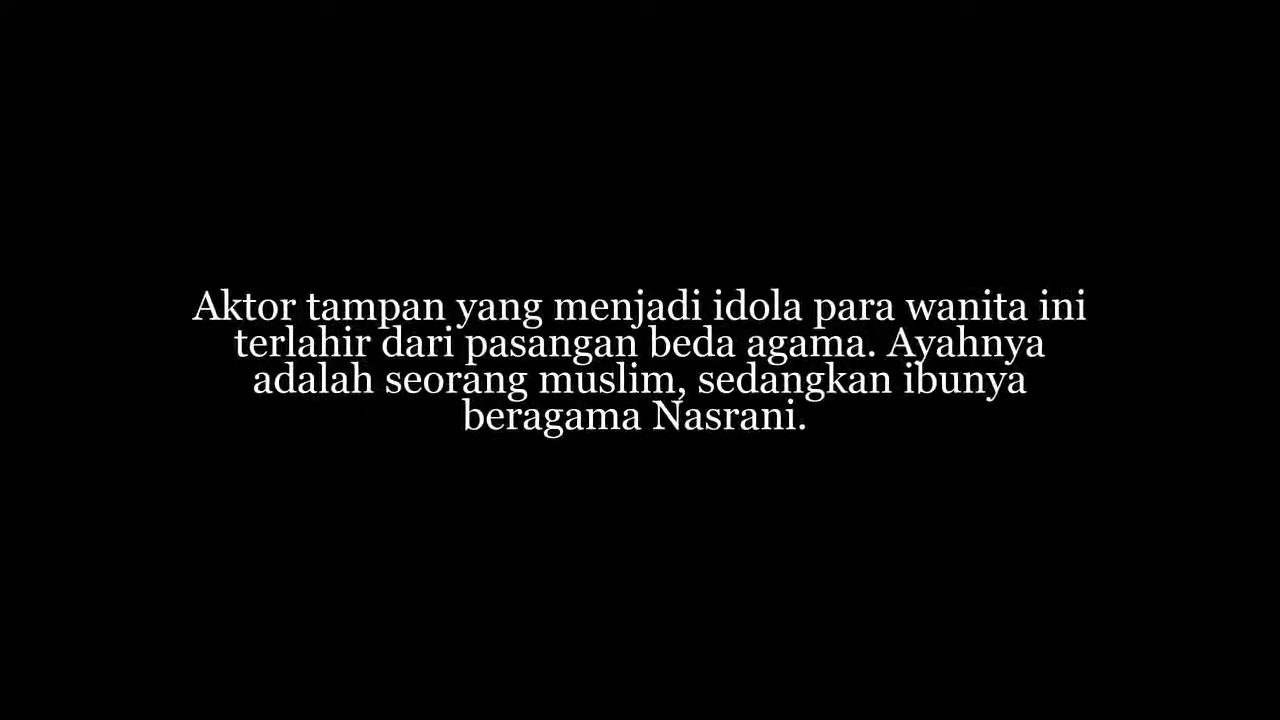 Aktor tampan yang menjadi idola para wanita ini
terlahir dari pasangan beda agama. Ayahnya
adalah seorang muslim, sedangkan ibunya
beragama Nasrani.